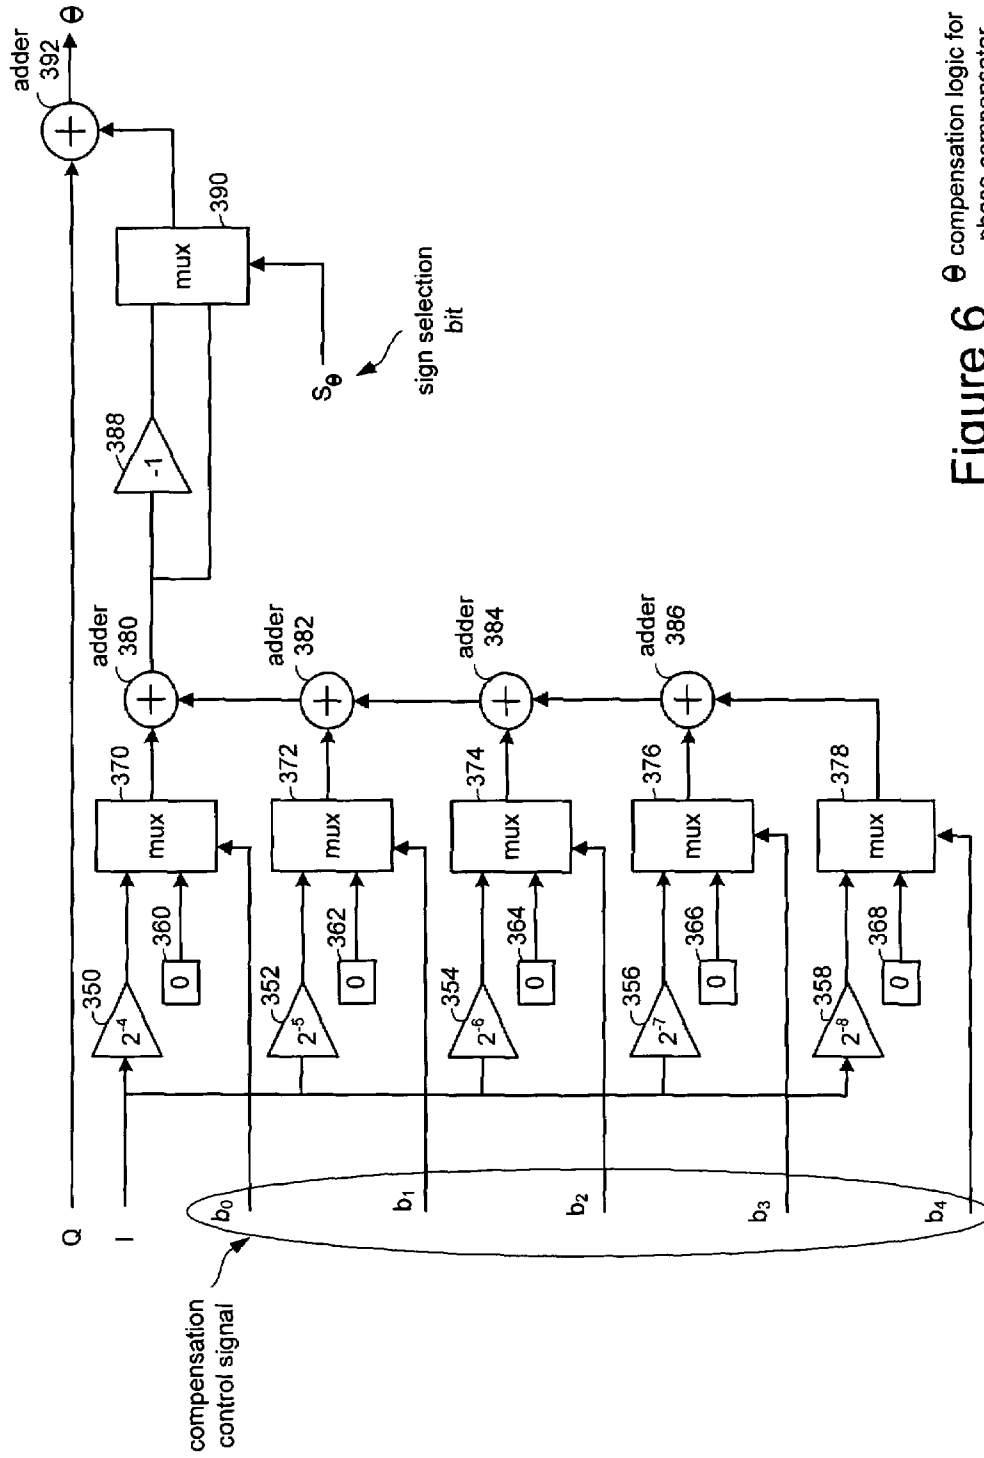 Q
I
compensation
control signal
b0
b1
b2
b3
b4
350
2-4
360
0
370
mux
352
2-5
362
0
372
mux
354
2-6
364
0
374
mux
356
2-7
366
0
376
mux
358
2-8
368
0
378
mux
adder
380
+
adder
382
+
adder
384
+
adder
386
+
388
-1
390
mux
Sθ
sign selection
bit
adder
392
+
θ
Figure 6
θ compensation logic for
phase compensator